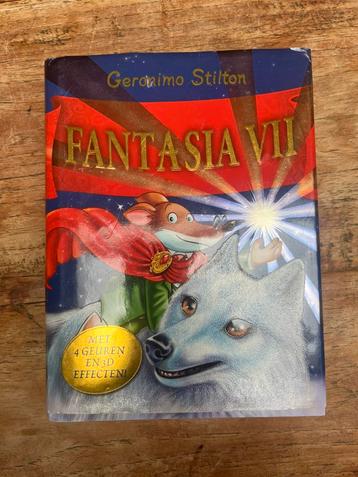 Geronimo Stilton
FANTASIA VII
MET
4 GEUREN
EN 3D
EFFECTEN!